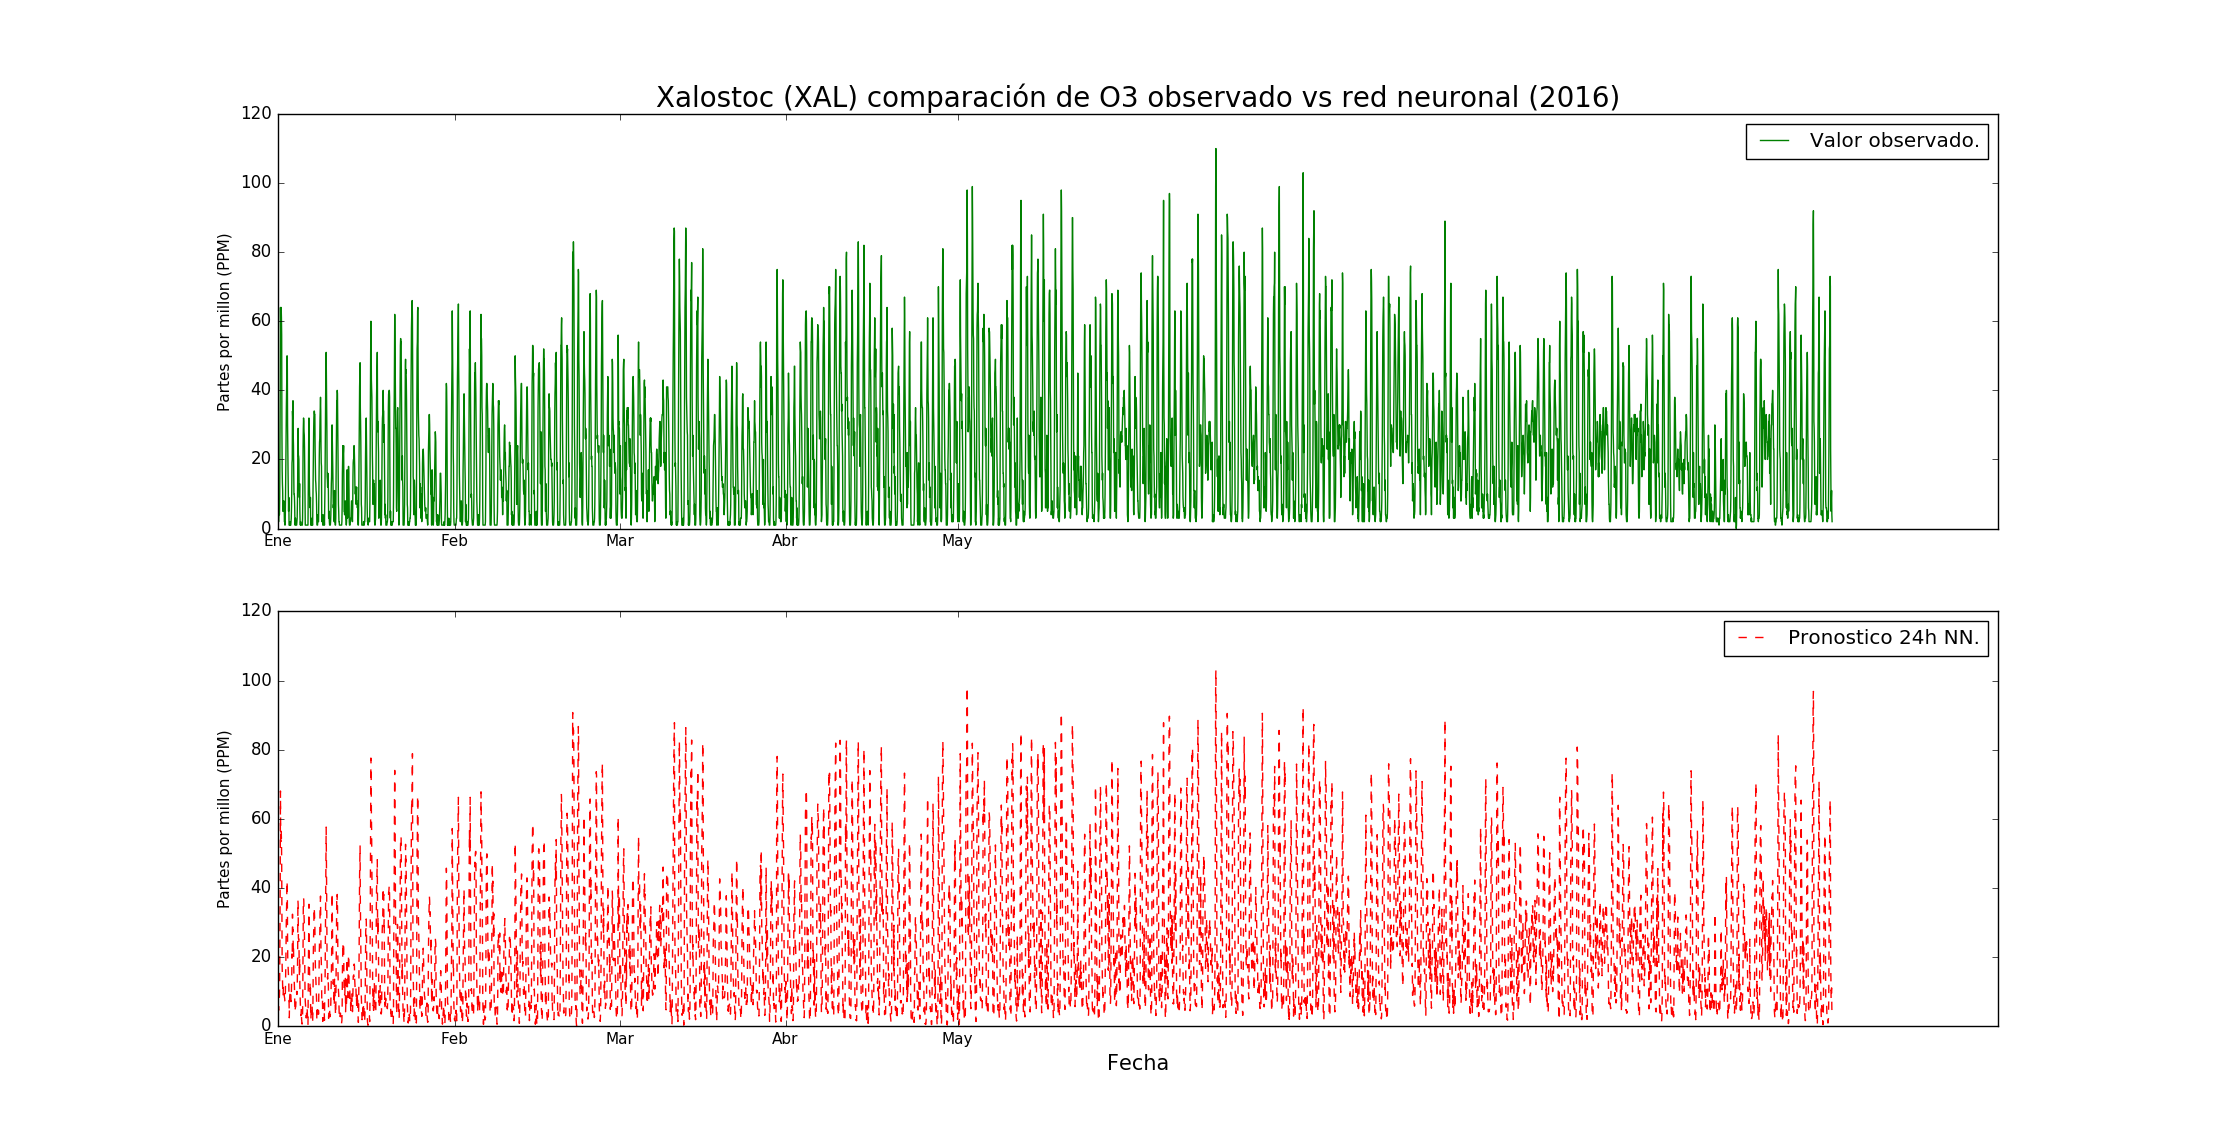 Xalostoc (XAL) comparación de O3 observado vs red neuronal (2016)
120
100
80
60
40
20
0
Partes por millon (PPM)
Valor observado.
Ene Feb Mar Abr May
120
100
80
60
40
20
0
Partes por millon (PPM)
Pronostico 24h NN.
Ene Feb Mar Abr May
Fecha